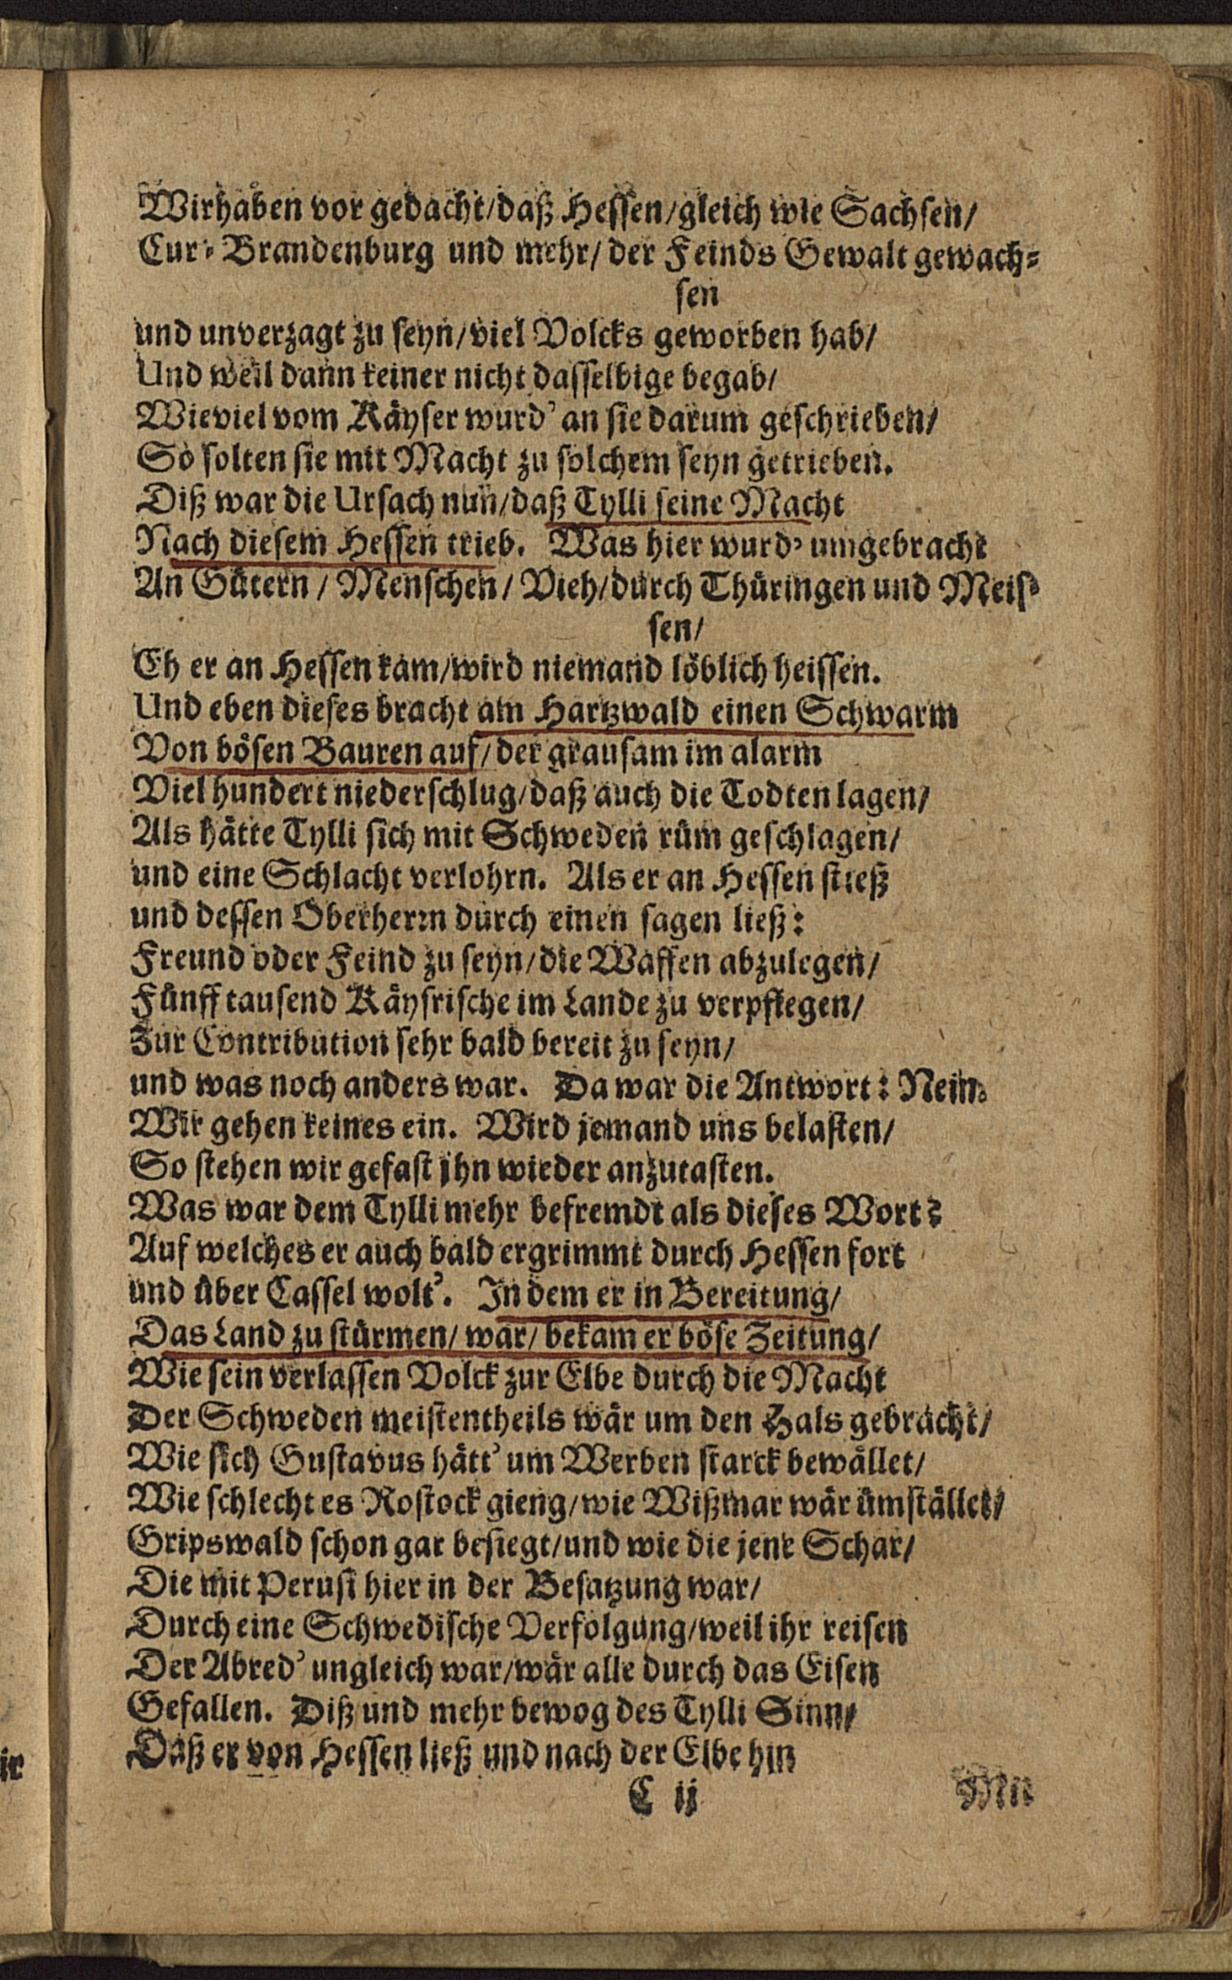 Wir haben vor gedacht/daß Hessen/gleich wie Sachsen/
Cur-Brandenburg und mehr/ der Feinds Gewalt gewach-
sen
und unverzagt zu seyn/viel Volcks geworben hab/
Und weil dann keiner nicht dasselbige begab/
Wieviel vom Käyser wurd' an sie darum geschrieben/
So solten sie mit Macht zu solchem seyn getrieben.
Diß war die Ursach nun/daß Tylli seine Macht
Nach diesem Hessen trieb. Was hier wurd' umgebracht
An Gütern / Menschen/ Vieh/durch Thüringen und Meis-
sen/
Eh er an Hessen kam/wird niemand löblich heissen.
Und eben dieses bracht am Hartzwald einen Schwarm
Von bösen Bauren auf/der grausam im alarm
Viel hundert niederschlug/daß auch die Todten lagen/
Als hätte Tylli sich mit Schweden rüm geschlagen/
und eine Schlacht verlohrn. Als er an Hessen stieß
und dessen Oberherrn durch einen sagen ließ:
Freund oder Feind zu seyn/die Waffen abzulegen/
Fünff tausend Käysrische im Lande zu verpflegen/
Zur Contribution sehr bald bereit zu seyn/
und was noch anders war. Da war die Antwort: Nein.
Wir gehen keines ein. Wird jemand uns belasten/
So stehen wir gefast jhn wieder anzutasten.
Was war dem Tylli mehr befremdt als dieses Wort?
Auf welches er auch bald ergrimmt durch Hessen fort
und über Cassel wolt'. In dem er in Bereitung/
Das Land zu stürmen/ war/ bekam er böse Zeitung/
Wie sein verlassen Volck zur Elbe durch die Macht
Der Schweden meistentheils wär um den Hals gebracht/
Wie sich Gustavus hätt' um Werben starck bewället/
Wie schlecht es Rostock gieng/wie Wißmar wär ümstället/
Gripswald schon gar besiegt/und wie die jene Schar/
Die mit Perusi hier in der Besatzung war/
Durch eine Schwedische Verfolgung/weil ihr reisen
Der Abred' ungleich war/wär alle durch das Eisen
Gefallen. Diß und mehr bewog des Tylli Sinn/
Daß er von Hessen ließ und nach der Elbe hin
C ij Mit